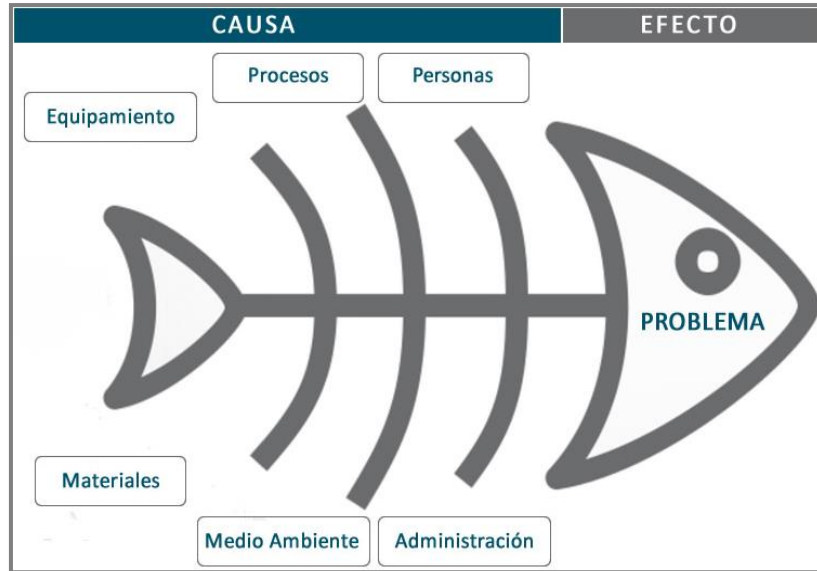 CAUSA
EFECTO
Procesos
Personas
Equipamiento
PROBLEMA
Materiales
Medio Ambiente
Administración